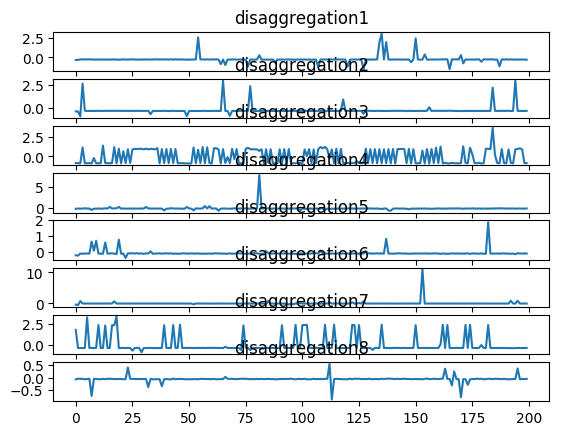 disaggregation1
2.5
0.0
disaggregation2
2.5
0.0
disaggregation3
2.5
0.0
disaggregation4
5
0
disaggregation5
2
1
0
disaggregation6
10
0
disaggregation7
2.5
0.0
disaggregation8
0.5
0.0
−0.5
0 25 50 75 100 125 150 175 200